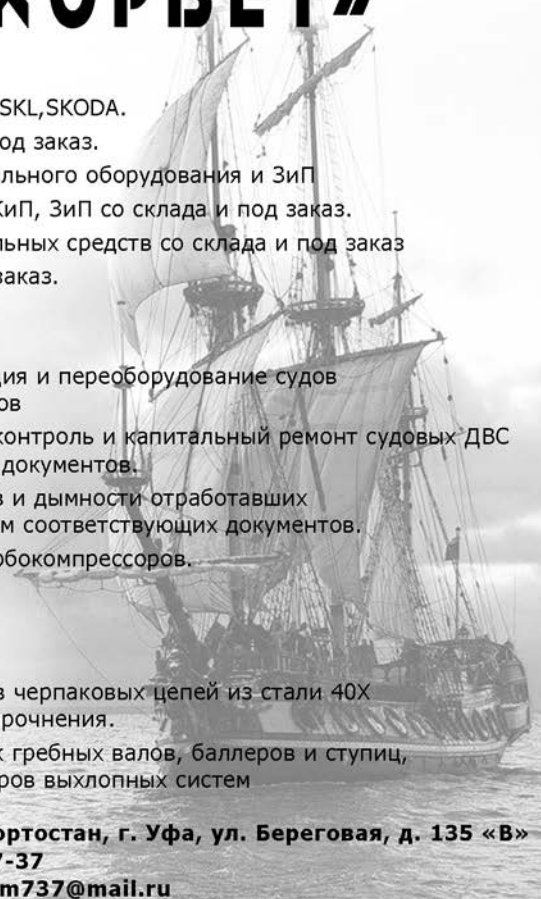 КОРВЕТ»
SKL,SKODA.
од заказ.
льного оборудования и ЗиП
КиП, ЗиП со склада и под заказ.
льных средств со склада и под заказ
заказ.
ция и переоборудование судов
ов
контроль и капитальный ремонт судовых ДВС
документов.
в и дымности отработавших
м соответствующих документов.
рбокомпрессоров.
в черпаковых цепей из стали 40Х
рочнения.
к гребных валов, баллеров и ступиц,
ров выхлопных систем
ортостан, г. Уфа, ул. Береговая, д. 135 «В»
7-37
m737@mail.ru